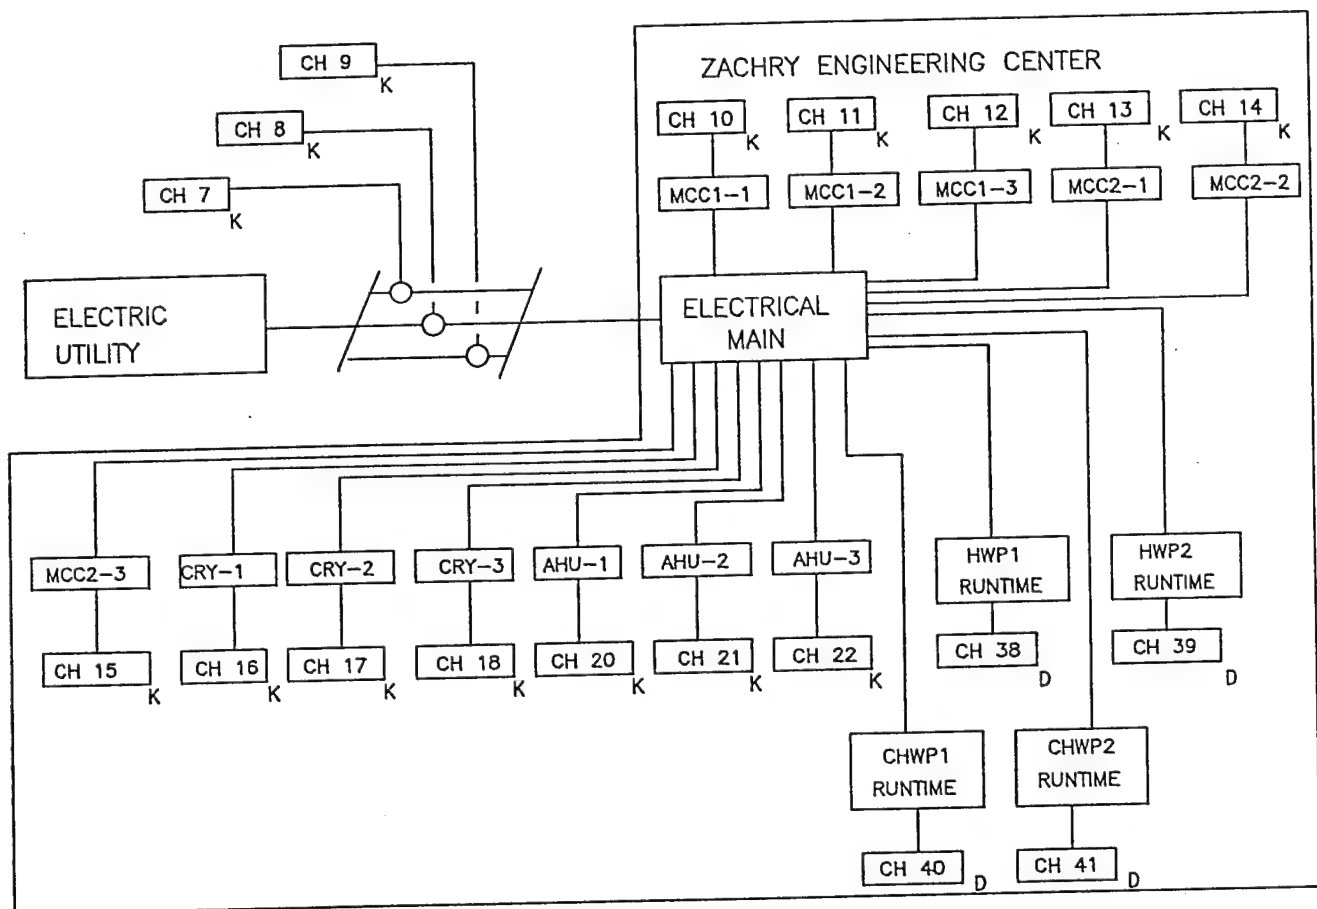 CH 9
K
ZACHRY ENGINEERING CENTER
CH 8
K
CH 10
K
CH 11
K
CH 12
K
CH 13
K
CH 14
K
CH 7
K
MCC1-1
MCC1-2
MCC1-3
MCC2-1
MCC2-2
ELECTRIC
UTILITY
ELECTRICAL
MAIN
MCC2-3
CRY-1
CRY-2
CRY-3
AHU-1
AHU-2
AHU-3
HWP1
RUNTIME
HWP2
RUNTIME
CH 15
K
CH 16
K
CH 17
K
CH 18
K
CH 20
K
CH 21
K
CH 22
K
CH 38
D
CH 39
D
CHWP1
RUNTIME
CHWP2
RUNTIME
CH 40
D
CH 41
D